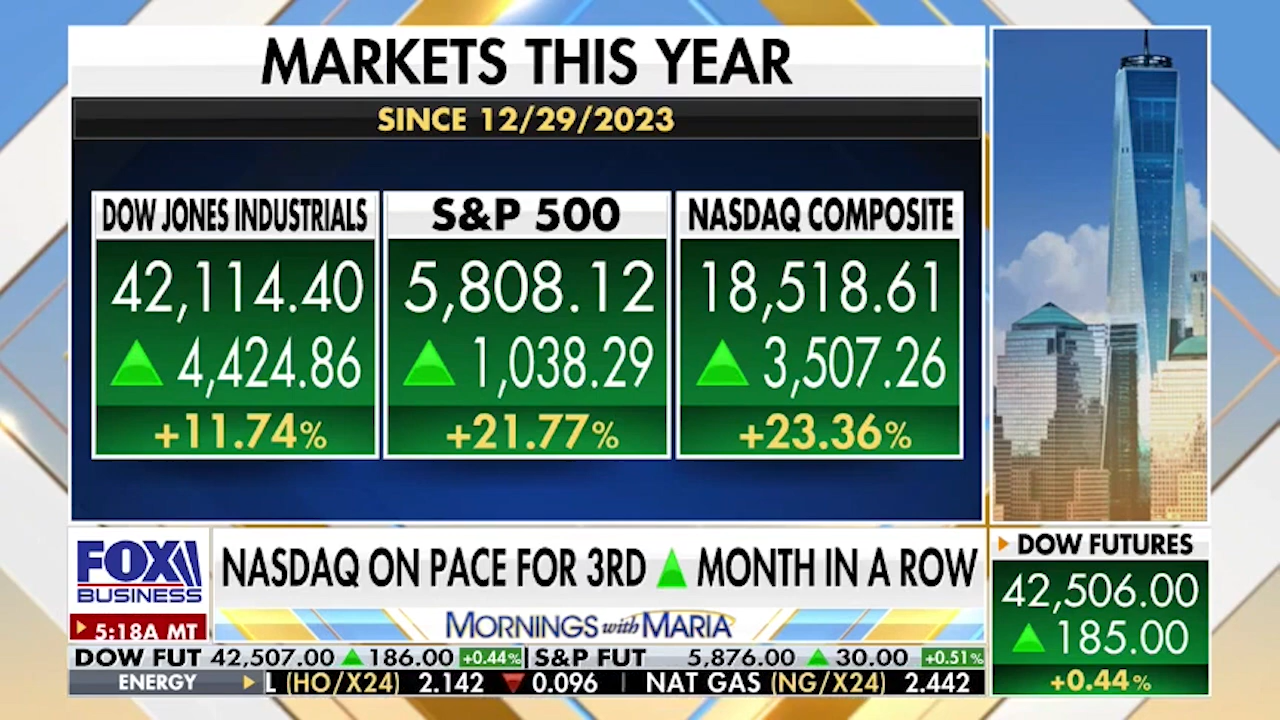 MARKETS THIS YEAR
SINCE 12/29/2023
DOW JONES INDUSTRIALS
42,114.40
▲ 4,424.86
+11.74%
S&P 500
5,808.12
▲ 1,038.29
+21.77%
NASDAQ COMPOSITE
18,518.61
▲ 3,507.26
+23.36%
FOX
BUSINESS
5:18A MT
NASDAQ ON PACE FOR 3RD ▲ MONTH IN A ROW
MORNINGS with MARIA
DOW FUTURES
42,506.00
▲ 185.00
+0.44%
DOW FUT 42,507.00 ▲ 186.00 +0.44% S&P FUT 5,876.00 ▲ 30.00 +0.51%
ENERGY L (HO/X24) 2.142 ▼ 0.096 | NAT GAS (NG/X24) 2.442